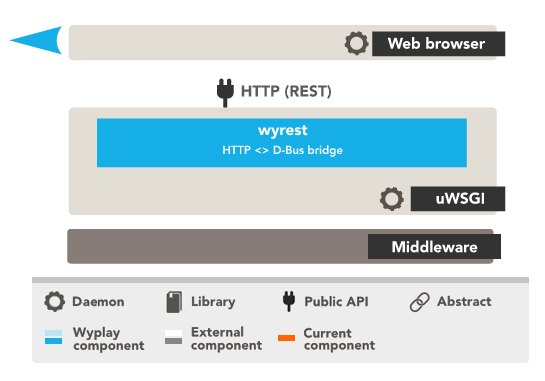 Web browser
HTTP (REST)
wyrest
HTTP <> D-Bus bridge
uWSGI
Middleware
Daemon
Library
Public API
Abstract
Wyplay
component
External
component
Current
component